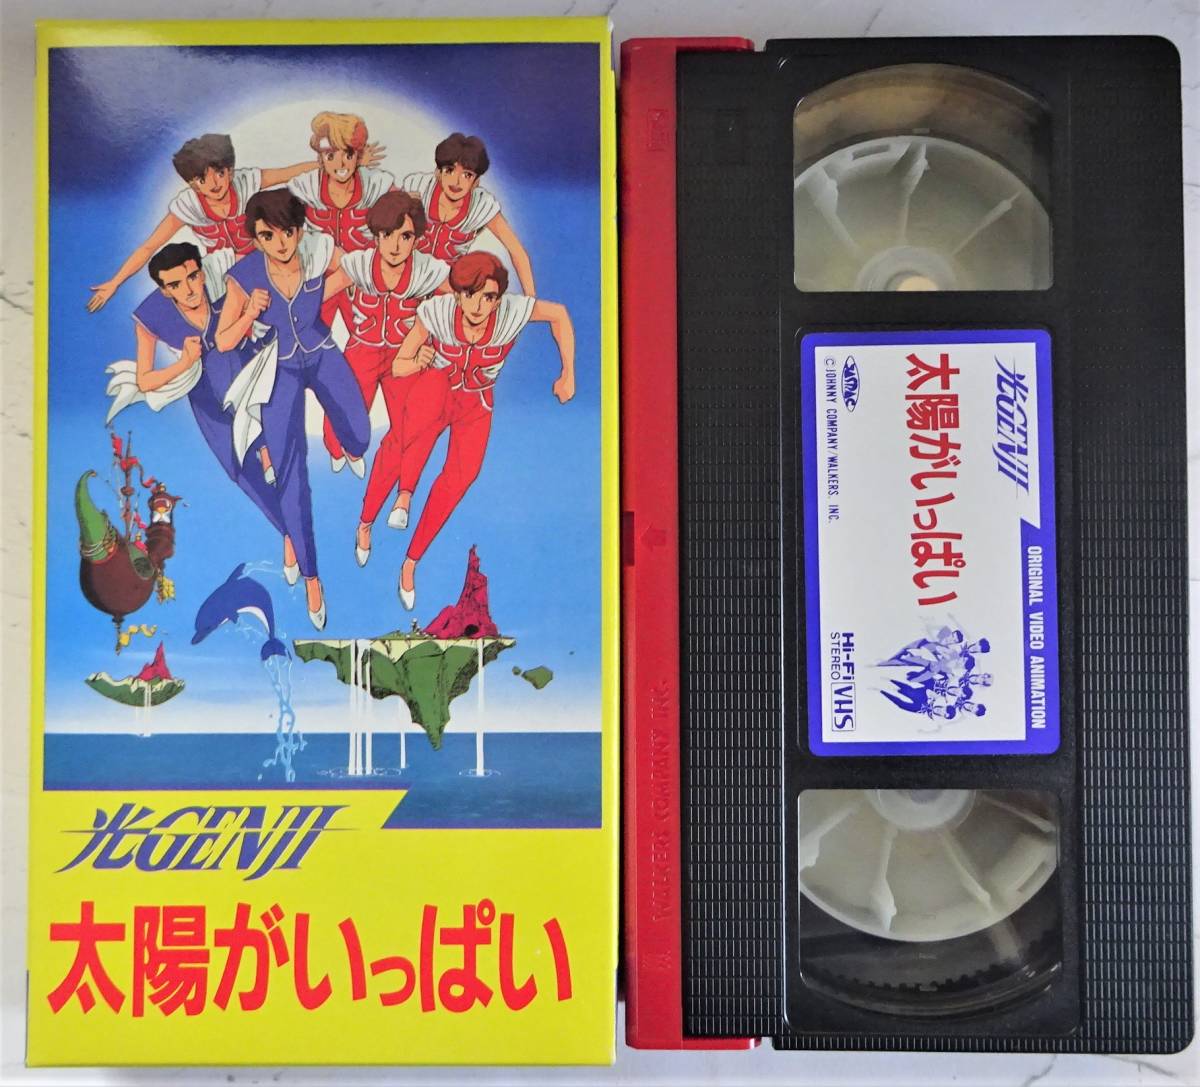 光GENJI
太陽がいっぱい
光GENJI
ORIGINAL VIDEO ANIMATION
太陽がいっぱい
JASRAC
©JOHNNY COMPANY/WALKERS, INC.
Hi-Fi
STEREO
VHS
WALKERS COMPANY, INC.